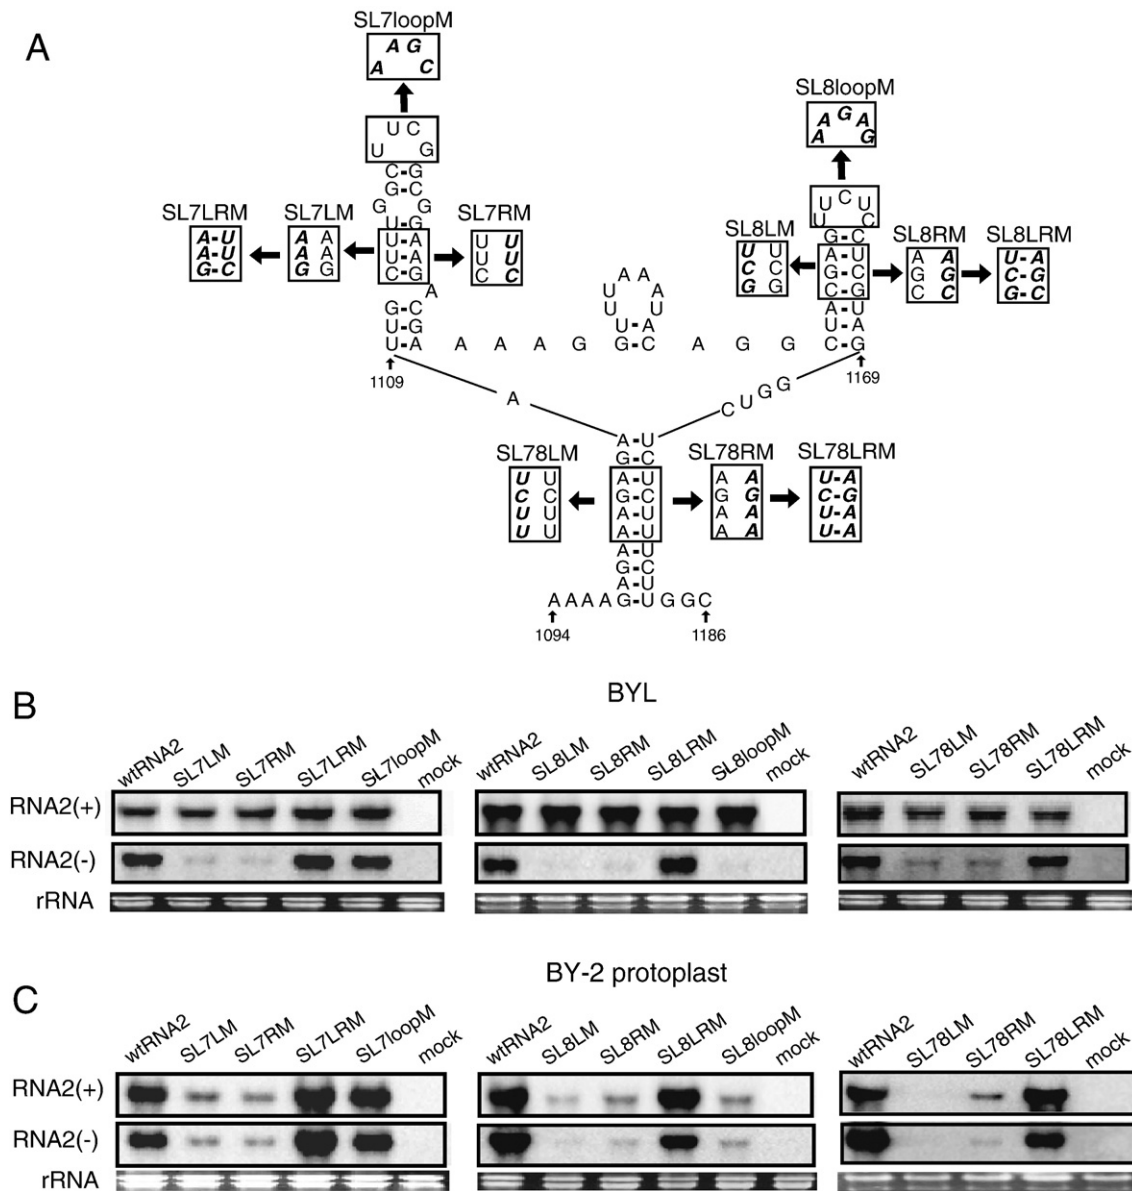 A
SL7loopM
A A G C
SL8loopM
A A G A G
U U C G
U U C U C
SL7LRM
A-U
A-U
G-C
SL7LM
A A
A A
G G
SL7RM
U U
U U
C C
SL8LM
U U
C C
G G
SL8RM
A A
G G
C C
SL8LRM
U-A
C-G
G-C
1109
A A A A G
G U U U A A A U A C
A G G
1169
A
C U G G
SL78LM
U U
C C
U U
U U
SL78RM
A A
G G
A A
A A
SL78LRM
U-A
C-G
U-A
U-A
A A A A G - U G G C
1094
1186
B
BYL
wtRNA2 SL7LM SL7RM SL7LRM SL7loopM mock
wtRNA2 SL8LM SL8RM SL8LRM SL8loopM mock
wtRNA2 SL78LM SL78RM SL78LRM mock
RNA2(+)
RNA2(-)
rRNA
C
BY-2 protoplast
wtRNA2 SL7LM SL7RM SL7LRM SL7loopM mock
wtRNA2 SL8LM SL8RM SL8LRM SL8loopM mock
wtRNA2 SL78LM SL78RM SL78LRM mock
RNA2(+)
RNA2(-)
rRNA